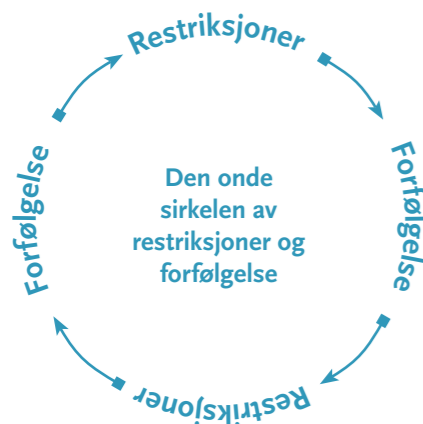 Restriksjoner
Forfølgelse
Restriksjoner
Forfølgelse
Den onde
sirkelen av
restriksjoner og
forfølgelse